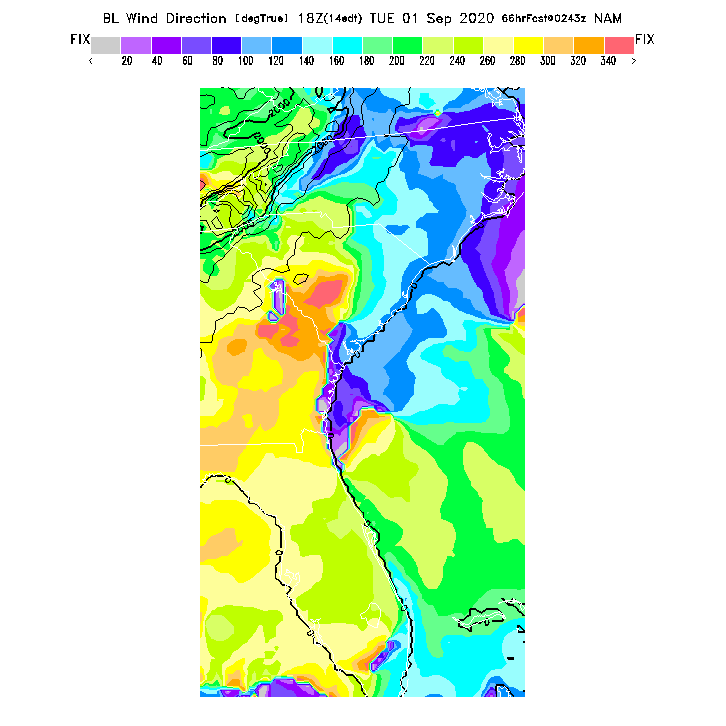 BL Wind Direction [degTrue] 18Z(14edt) TUE 01 Sep 2020 66hrFcst@0243z NAM
FIX FIX
< 20 40 60 80 100 120 140 160 180 200 220 240 260 280 300 320 340 >
2000